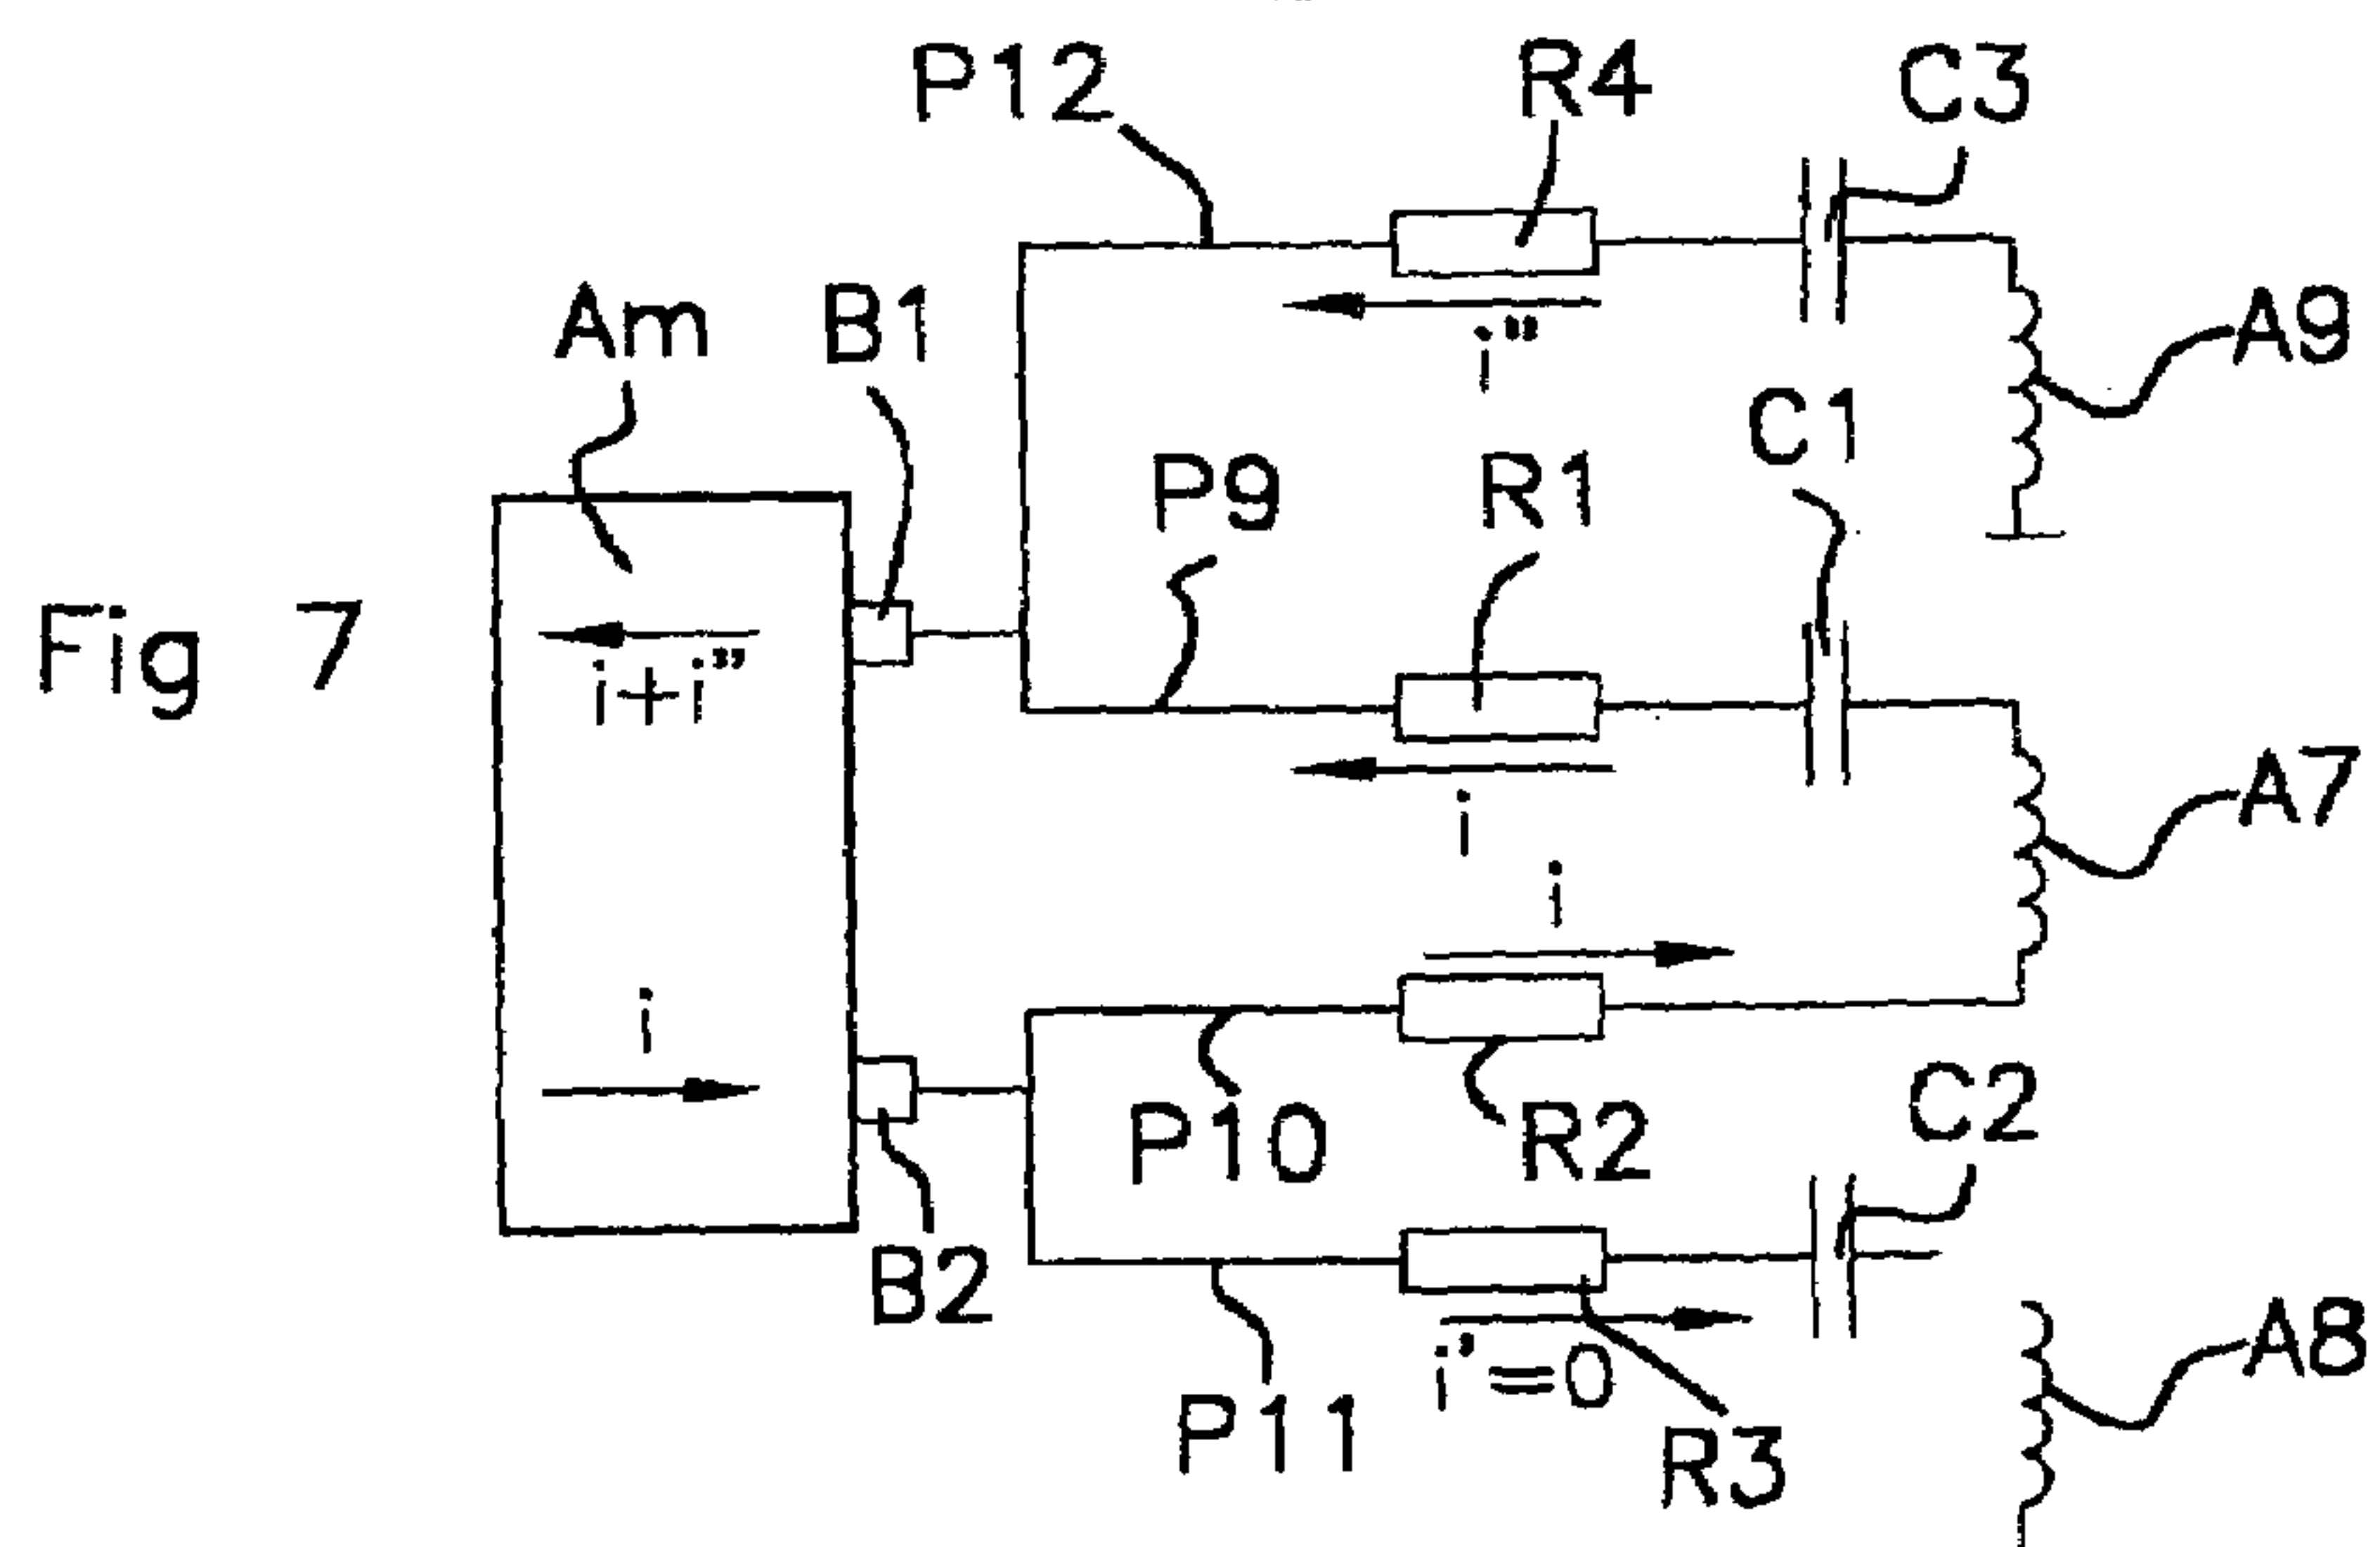 P12 R4 C3
Am B1 i" A9
C1
P9 R1
Fig 7 i+i"
A7
i
i
i
P10 R2 C2
B2
i'=0 A8
P11 R3